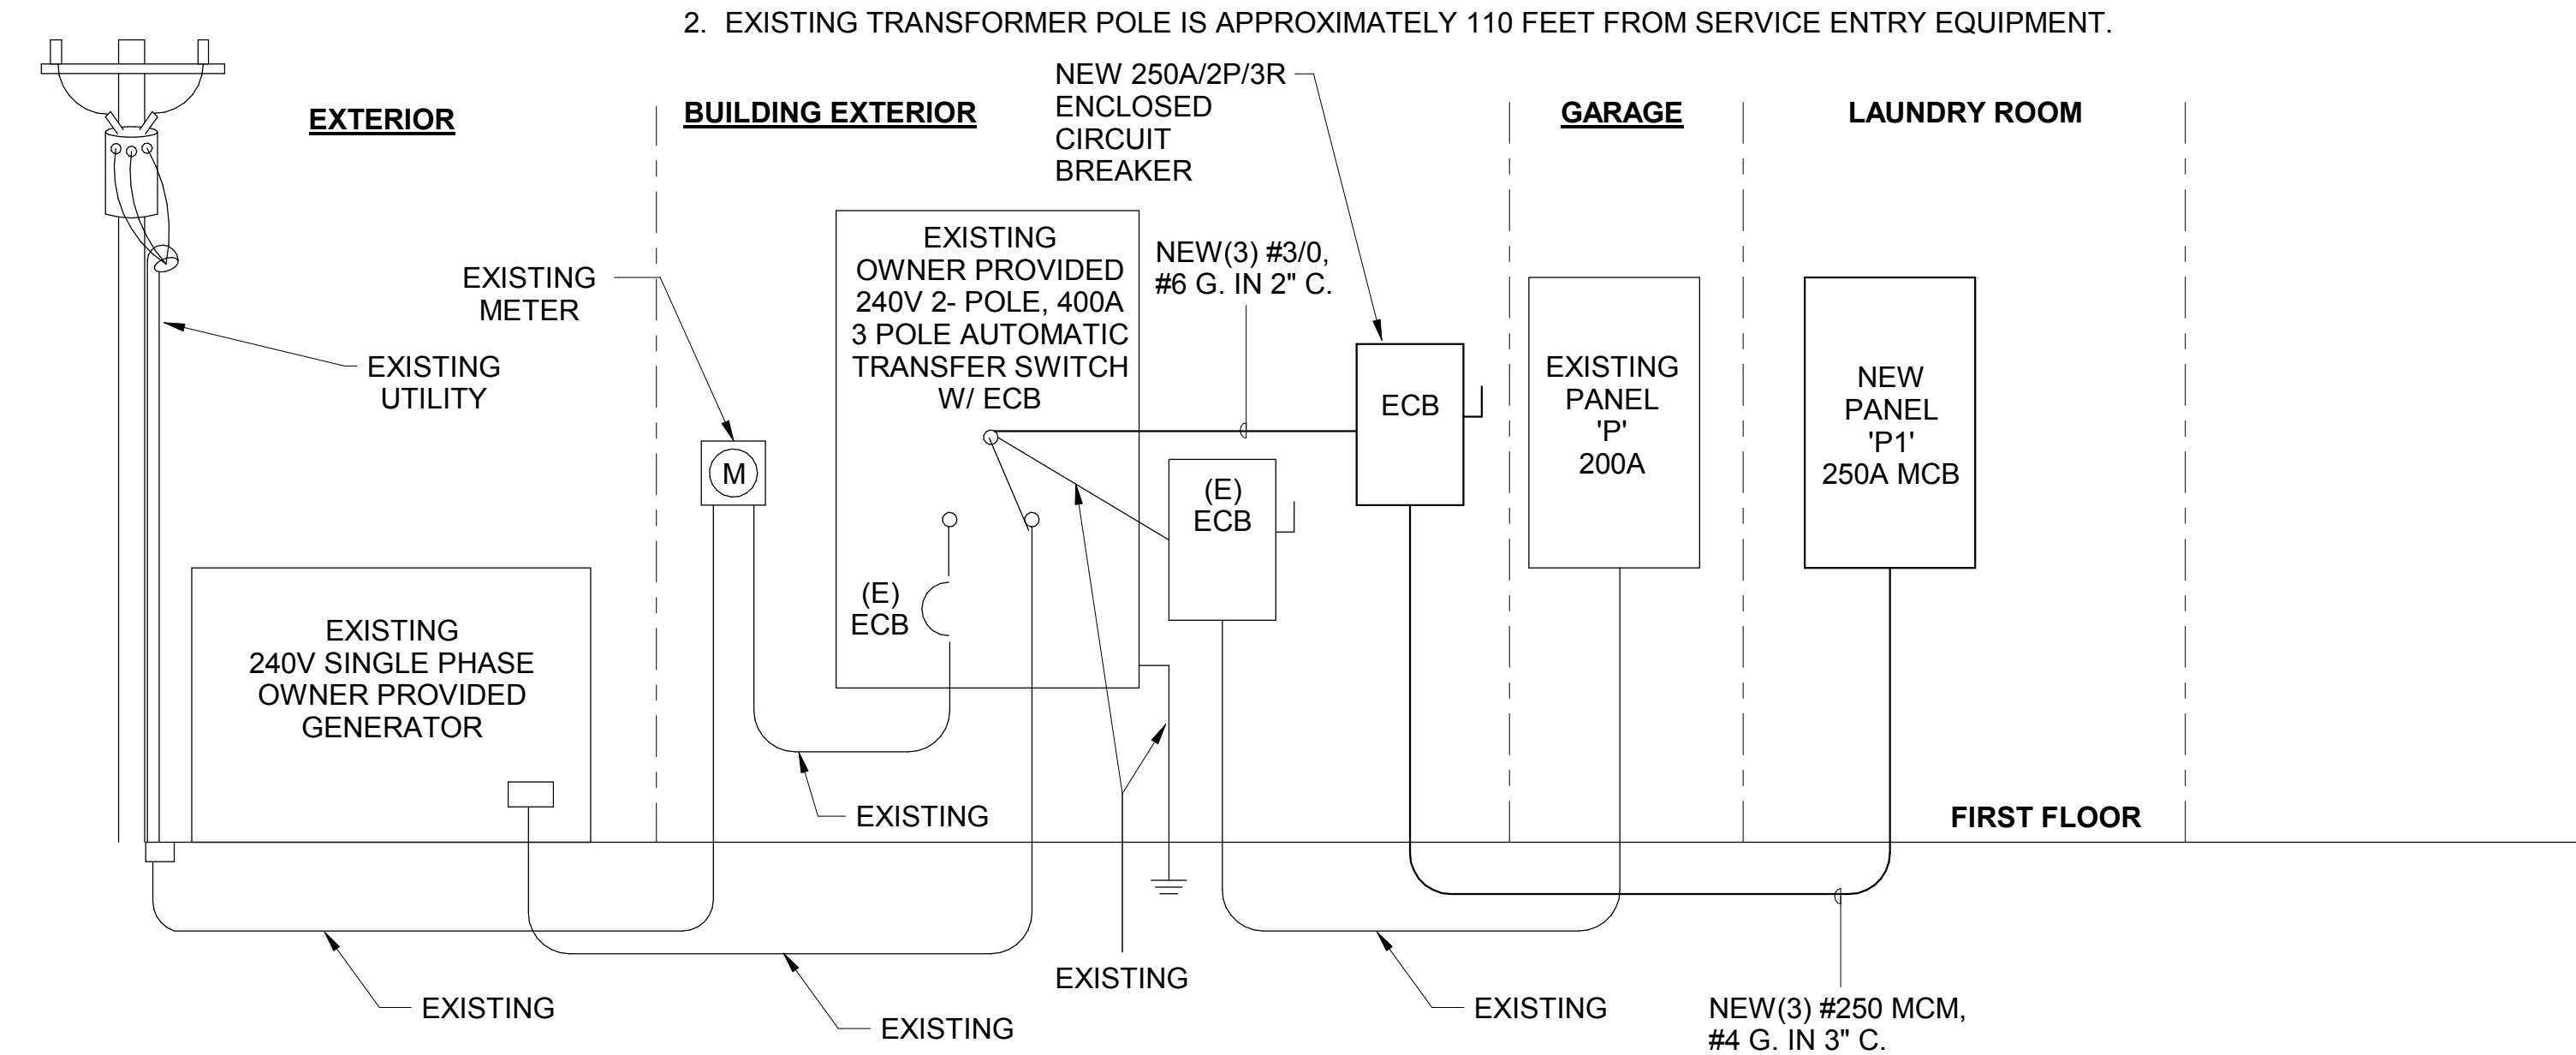 2. EXISTING TRANSFORMER POLE IS APPROXIMATELY 110 FEET FROM SERVICE ENTRY EQUIPMENT.
NEW 250A/2P/3R
ENCLOSED
CIRCUIT
BREAKER
EXTERIOR
BUILDING EXTERIOR
GARAGE
LAUNDRY ROOM
EXISTING
OWNER PROVIDED
240V 2- POLE, 400A
3 POLE AUTOMATIC
TRANSFER SWITCH
W/ ECB
NEW(3) #3/0,
#6 G. IN 2" C.
EXISTING
METER
EXISTING
UTILITY
ECB
EXISTING
PANEL
'P'
200A
NEW
PANEL
'P1'
250A MCB
M
(E)
ECB
(E)
ECB
EXISTING
240V SINGLE PHASE
OWNER PROVIDED
GENERATOR
EXISTING
FIRST FLOOR
EXISTING
EXISTING
EXISTING
EXISTING
NEW(3) #250 MCM,
#4 G. IN 3" C.